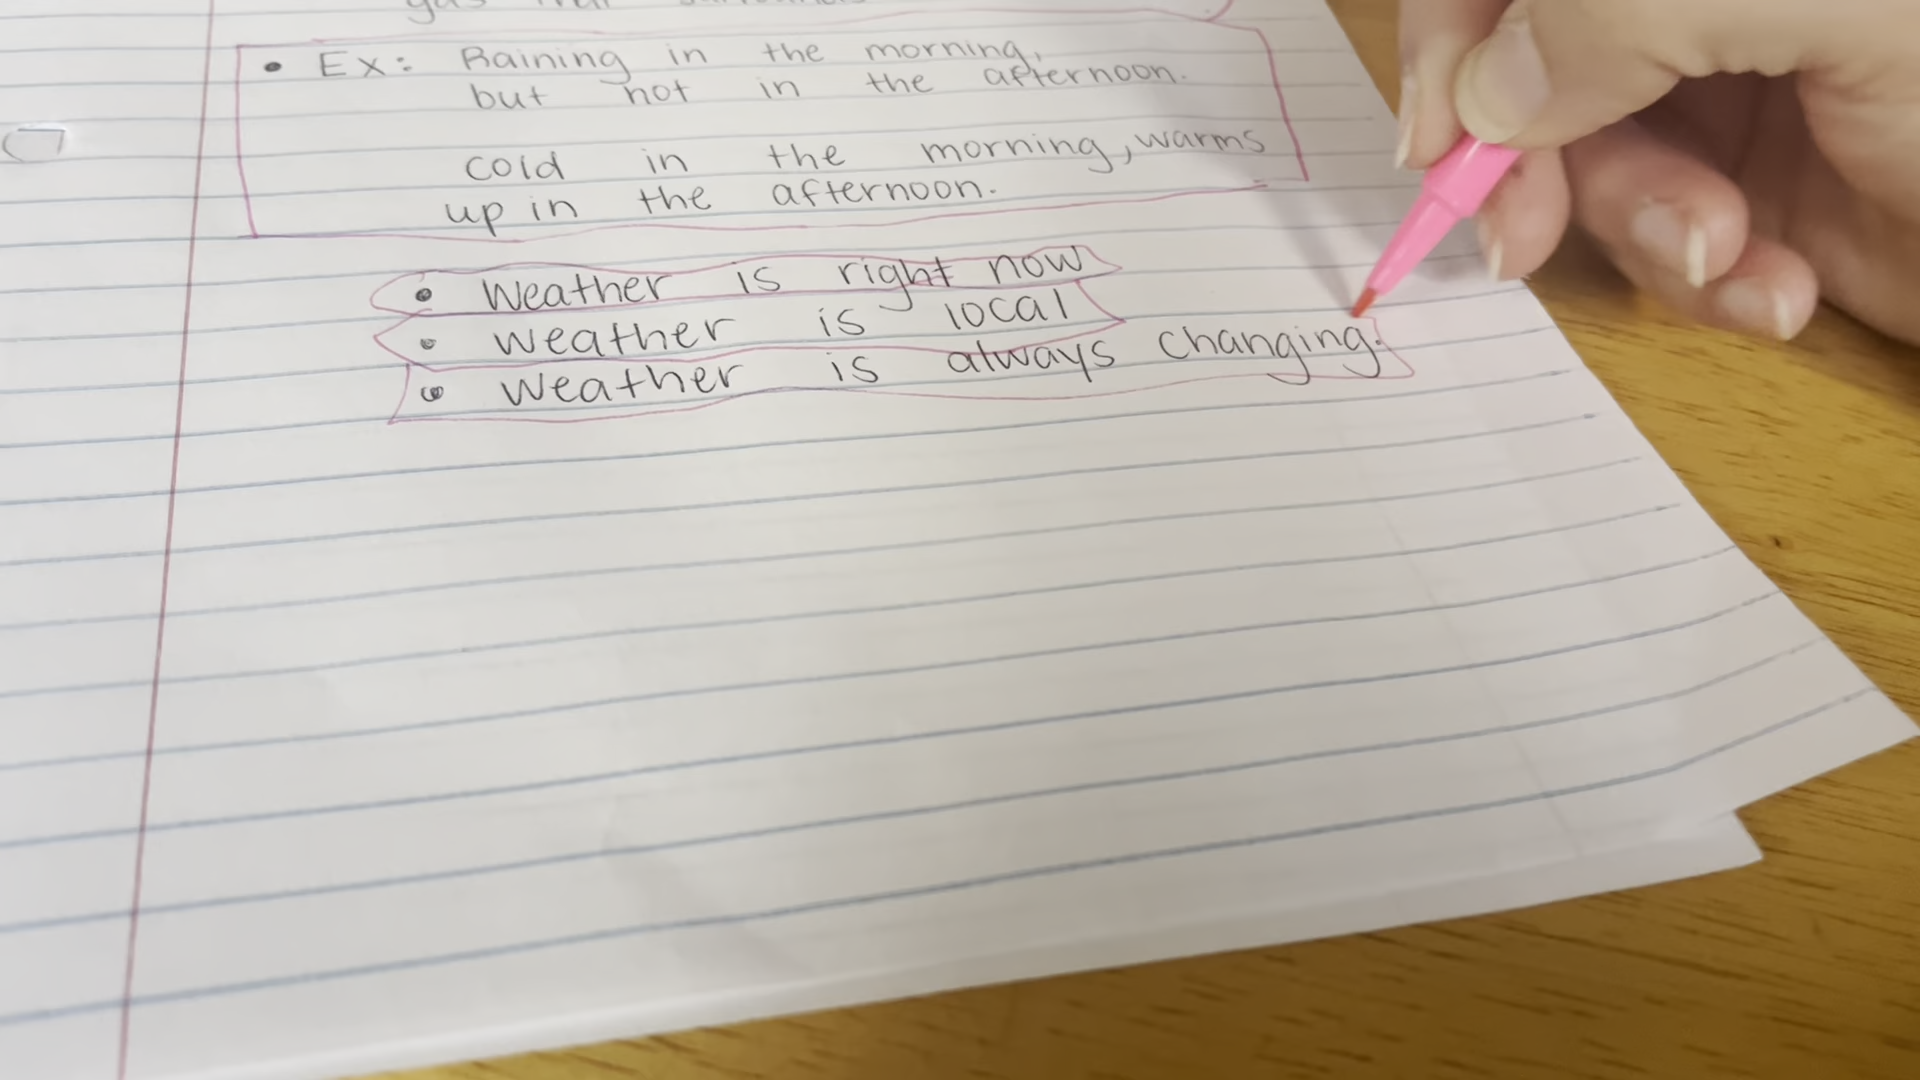 • Ex: Raining in the morning,
but not in the afternoon.
cold in the morning, warms
up in the afternoon.
• Weather is right now
• weather is local
• weather is always changing.